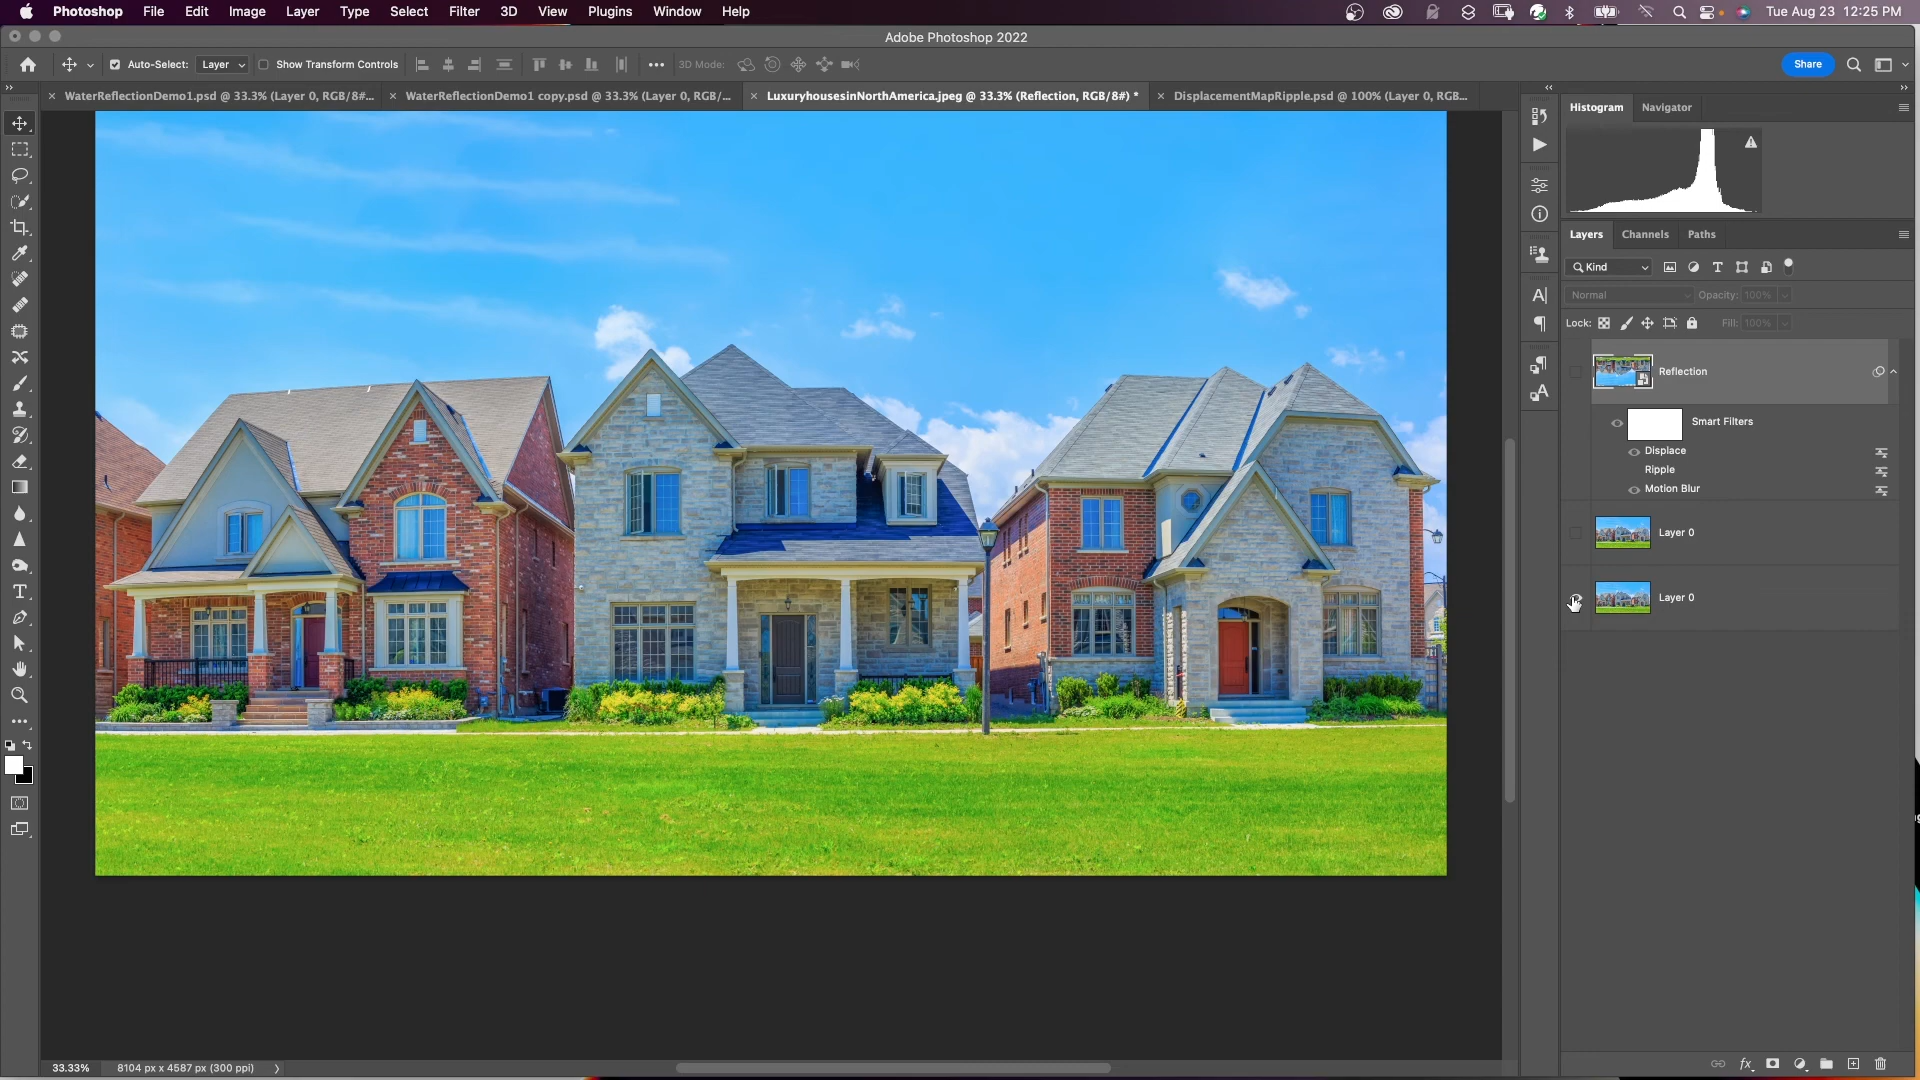 Photoshop File Edit Image Layer Type Select Filter 3D View Plugins Window Help Tue Aug 23 12:25 PM
Adobe Photoshop 2022
Auto-Select: Layer Show Transform Controls 3D Mode: Share
WaterReflectionDemo1.psd @ 33.3% (Layer 0, RGB/8#... WaterReflectionDemo1 copy.psd @ 33.3% (Layer 0, RGB/... LuxuryhousesinNorthAmerica.jpeg @ 33.3% (Reflection, RGB/8#) * DisplacementMapRipple.psd @ 100% (Layer 0, RGB...
Histogram Navigator
Layers Channels Paths
Kind
Normal Opacity: 100%
Lock: Fill: 100%
Reflection
Smart Filters
Displace
Ripple
Motion Blur
Layer 0
Layer 0
33.33% 8104 px x 4587 px (300 ppi)